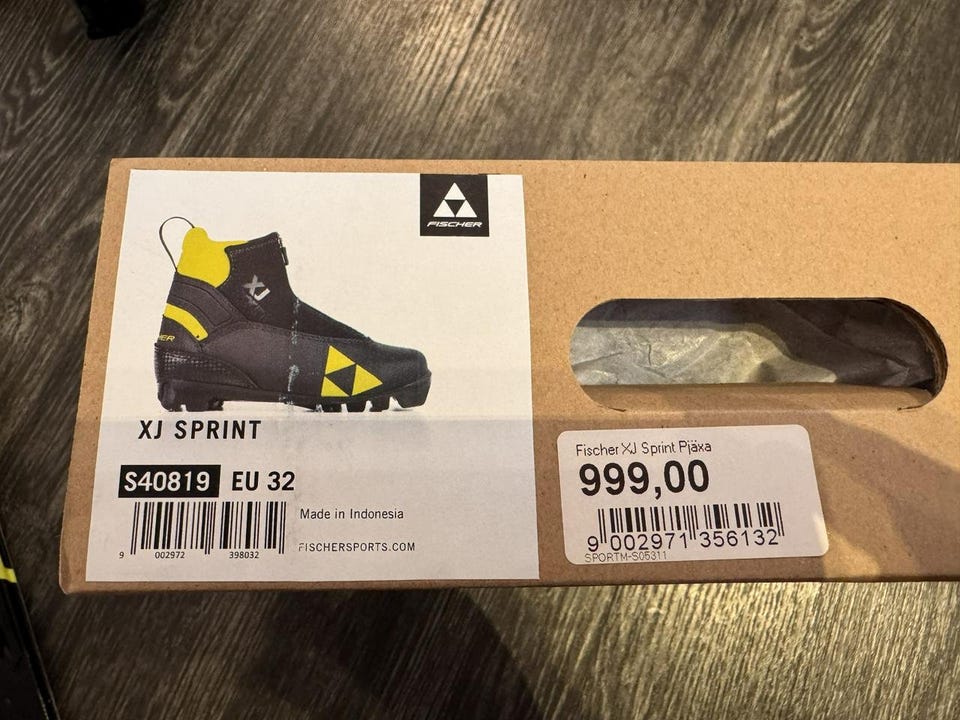 FISCHER
XJ
XJ SPRINT
S40819 EU 32
9 002972 398032
Made in Indonesia
FISCHERSPORTS.COM
Fischer XJ Sprint Pjäxa
999,00
9 002971 356132
SPORTM-S05311